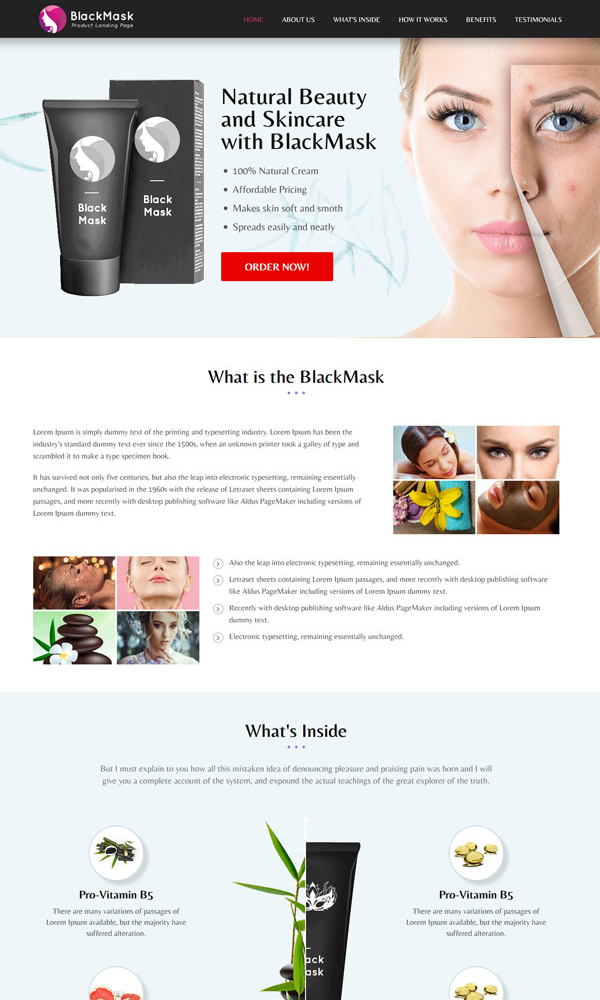 BlackMask
Product Landing Page
HOME
ABOUT US
WHAT'S INSIDE
HOW IT WORKS
BENEFITS
TESTIMONIALS
Black
Mask
Black
Mask
Natural Beauty
and Skincare
with BlackMask
100% Natural Cream
Affordable Pricing
Makes skin soft and smoth
Spreads easily and neatly
ORDER NOW!
What is the BlackMask
Lorem Ipsum is simply dummy text of the printing and typesetting industry. Lorem Ipsum has been the
industry's standard dummy text ever since the 1500s, when an unknown printer took a galley of type and
scrambled it to make a type specimen book.
It has survived not only five centuries, but also the leap into electronic typesetting, remaining essentially
unchanged. It was popularised in the 1960s with the release of Letraset sheets containing Lorem Ipsum
passages, and more recently with desktop publishing software like Aldus PageMaker including versions of
Lorem Ipsum dummy text.
Also the leap into electronic typesetting, remaining essentially unchanged.
Letraset sheets containing Lorem Ipsum passages, and more recently with desktop publishing software
like Aldus PageMaker including versions of Lorem Ipsum dummy text.
Recently with desktop publishing software like Aldus PageMaker including versions of Lorem Ipsum
dummy text.
Electronic typesetting, remaining essentially unchanged.
What's Inside
But I must explain to you how all this mistaken idea of denouncing pleasure and praising pain was born and I will
give you a complete account of the system, and expound the actual teachings of the great explorer of the truth.
Pro-Vitamin B5
There are many variations of passages of
Lorem Ipsum available, but the majority have
suffered alteration.
ack
ask
Pro-Vitamin B5
There are many variations of passages of
Lorem Ipsum available, but the majority have
suffered alteration.